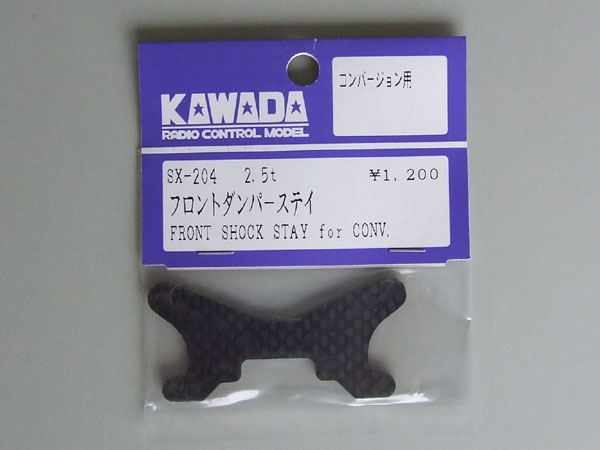 KAWADA
RADIO CONTROL MODEL
コンバージョン用
SX-204 2.5t ¥1,200
フロントダンパーステイ
FRONT SHOCK STAY for CONV.